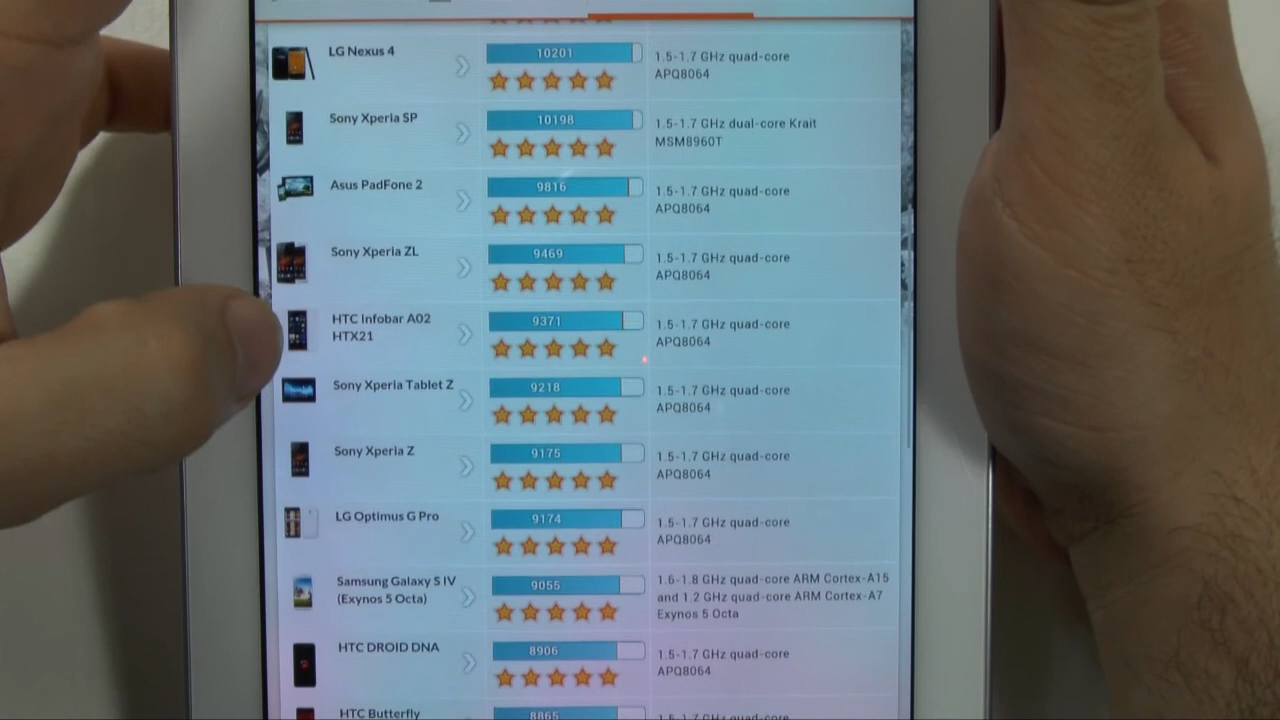 LG Nexus 4
10201
1.5-1.7 GHz quad-core
APQ8064
Sony Xperia SP
10198
1.5-1.7 GHz dual-core Krait
MSM8960T
Asus PadFone 2
9816
1.5-1.7 GHz quad-core
APQ8064
Sony Xperia ZL
9469
1.5-1.7 GHz quad-core
APQ8064
HTC Infobar A02
HTX21
9371
1.5-1.7 GHz quad-core
APQ8064
Sony Xperia Tablet Z
9218
1.5-1.7 GHz quad-core
APQ8064
Sony Xperia Z
9175
1.5-1.7 GHz quad-core
APQ8064
LG Optimus G Pro
9174
1.5-1.7 GHz quad-core
APQ8064
Samsung Galaxy S IV
(Exynos 5 Octa)
9055
1.6-1.8 GHz quad-core ARM Cortex-A15
and 1.2 GHz quad-core ARM Cortex-A7
Exynos 5 Octa
HTC DROID DNA
8906
1.5-1.7 GHz quad-core
APQ8064
HTC Butterfly
8865
1.5-1.7 GHz quad-core